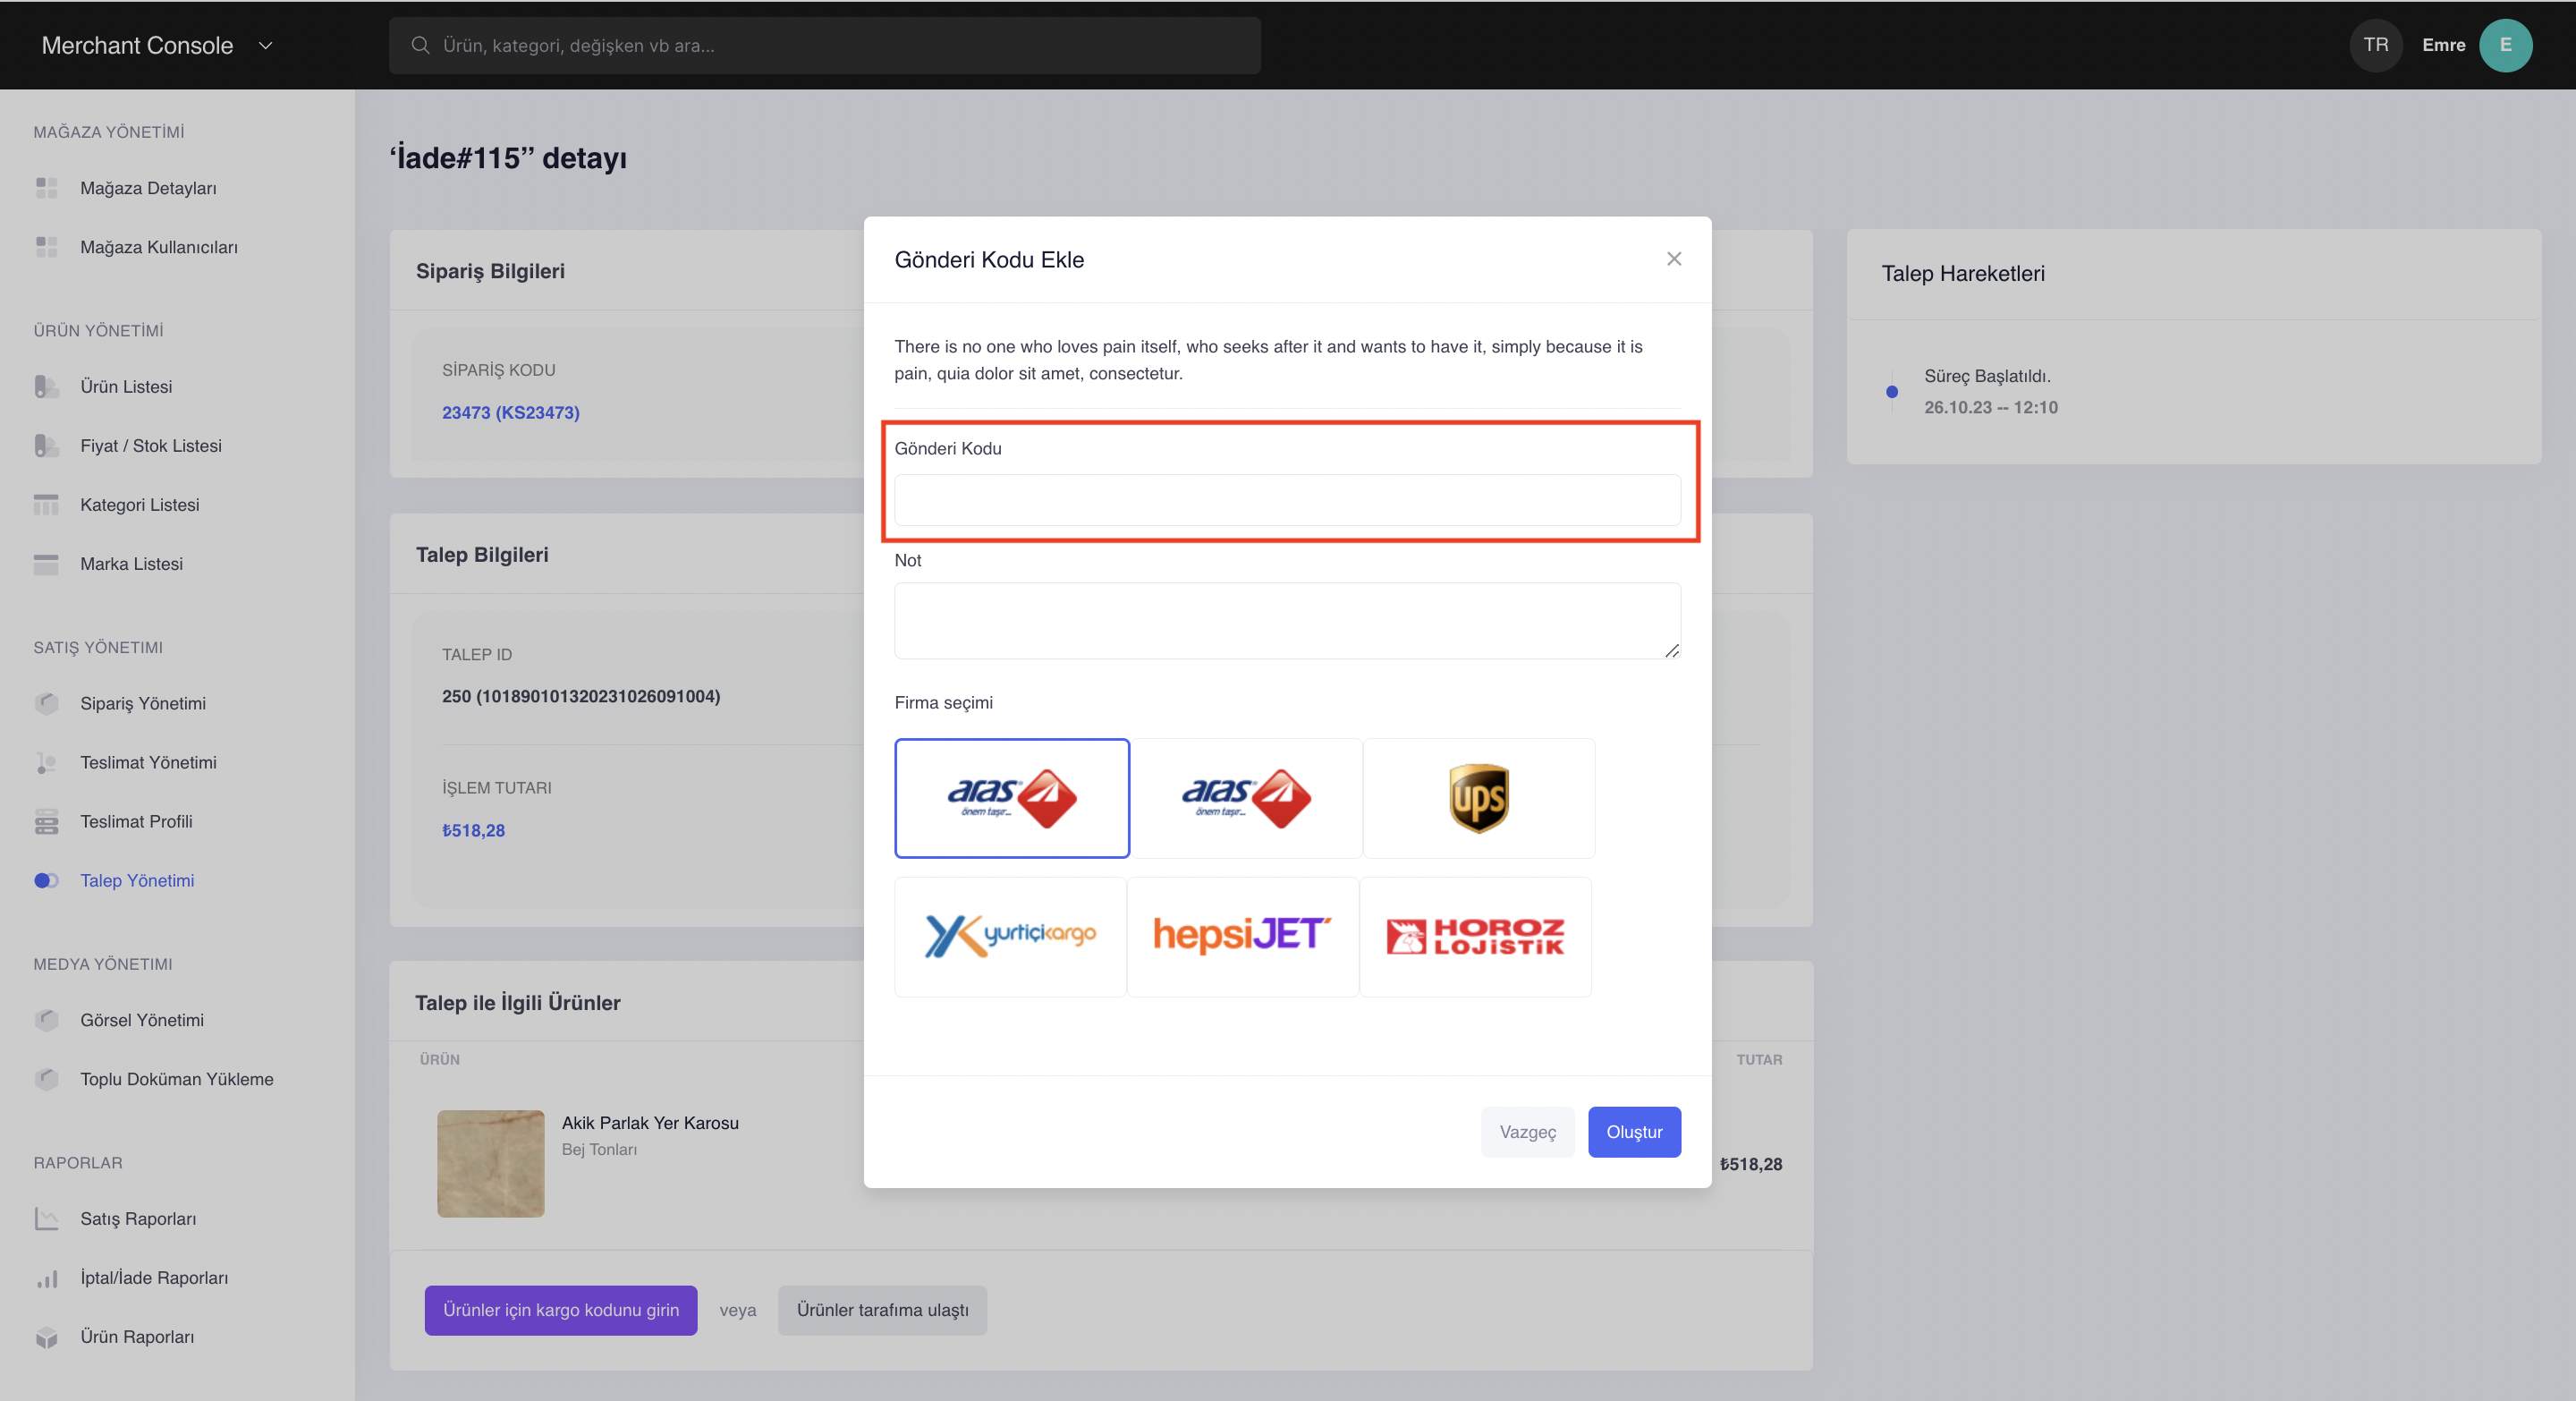 Merchant Console
Ürün, kategori, değişken vb ara...
TR
Emre
E
MAĞAZA YÖNETİMİ
Mağaza Detayları
Mağaza Kullanıcıları
ÜRÜN YÖNETİMİ
Ürün Listesi
Fiyat / Stok Listesi
Kategori Listesi
Marka Listesi
SATIŞ YÖNETIMI
Sipariş Yönetimi
Teslimat Yönetimi
Teslimat Profili
Talep Yönetimi
MEDYA YÖNETIMI
Görsel Yönetimi
Toplu Doküman Yükleme
RAPORLAR
Satış Raporları
İptal/İade Raporları
Ürün Raporları
‘İade#115’’ detayı
Sipariş Bilgileri
SİPARİŞ KODU
23473 (KS23473)
Talep Bilgileri
TALEP ID
250 (101890101320231026091004)
İŞLEM TUTARI
₺518,28
Talep ile İlgili Ürünler
ÜRÜN
TUTAR
Akik Parlak Yer Karosu
Bej Tonları
₺518,28
Ürünler için kargo kodunu girin
veya
Ürünler tarafıma ulaştı
Gönderi Kodu Ekle
There is no one who loves pain itself, who seeks after it and wants to have it, simply because it is
pain, quia dolor sit amet, consectetur.
Gönderi Kodu
Not
Firma seçimi
aras
önem taşır...
aras
önem taşır...
ups
yurtiçikargo
hepsiJET
HOROZ
LOJİSTİK
Vazgeç
Oluştur
Talep Hareketleri
Süreç Başlatıldı.
26.10.23 -- 12:10